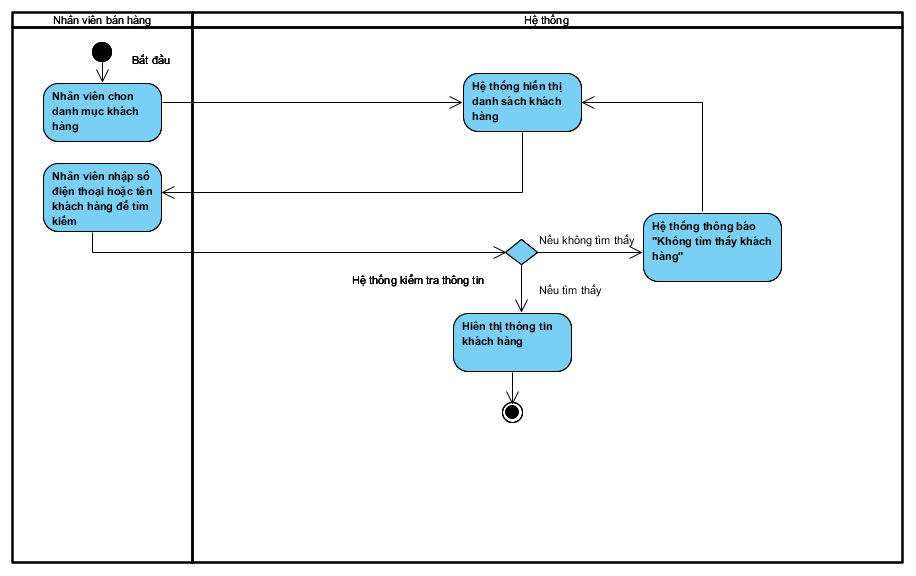 Nhân viên bán hàng
Hệ thống
Bắt đầu
Nhân viên chon
danh mục khách
hàng
Hệ thống hiển thị
danh sách khách
hàng
Nhân viên nhập số
điện thoại hoặc tên
khách hàng để tìm
kiếm
Hệ thống thông báo
"Không tìm thấy khách
hàng"
Nếu không tìm thấy
Hệ thống kiểm tra thông tin
Nếu tìm thấy
Hiển thị thông tin
khách hàng